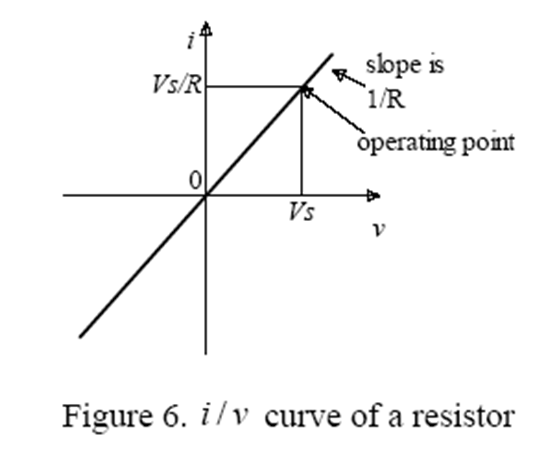 i
slope is
Vs/R
1/R
operating point
0
Vs
v
Figure 6. i/v curve of a resistor